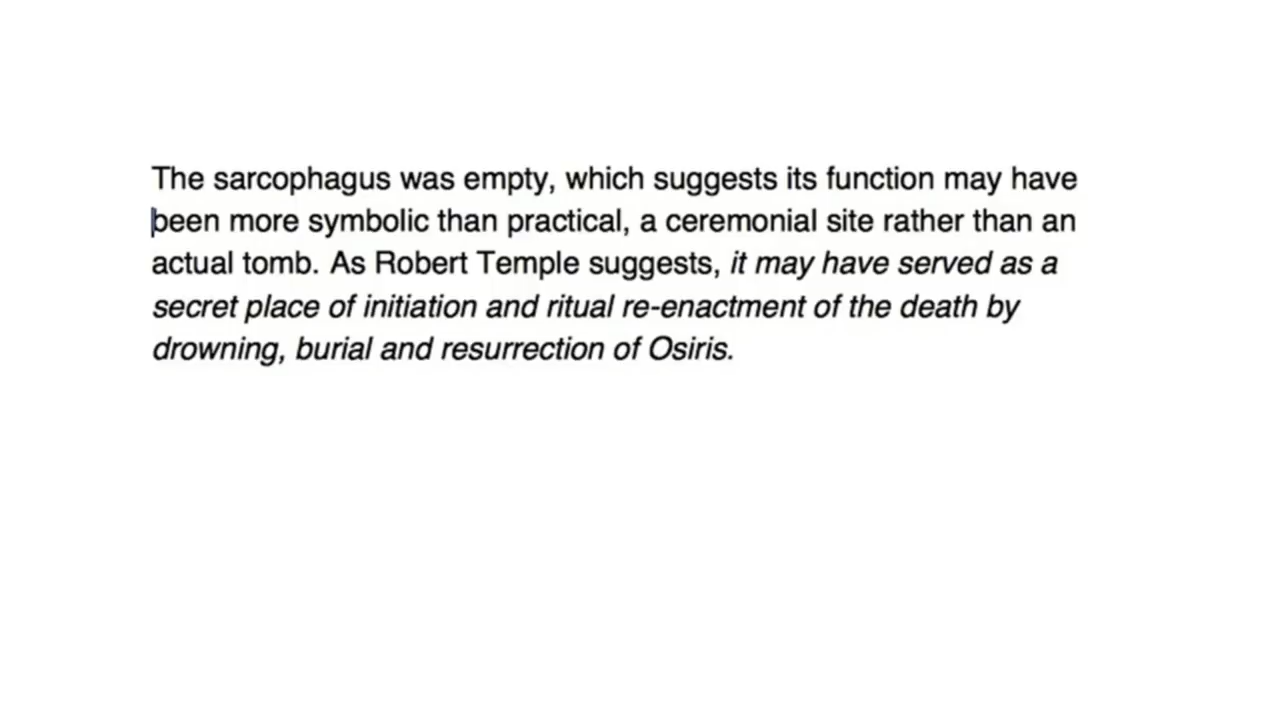 The sarcophagus was empty, which suggests its function may have
been more symbolic than practical, a ceremonial site rather than an
actual tomb. As Robert Temple suggests, it may have served as a
secret place of initiation and ritual re-enactment of the death by
drowning, burial and resurrection of Osiris.